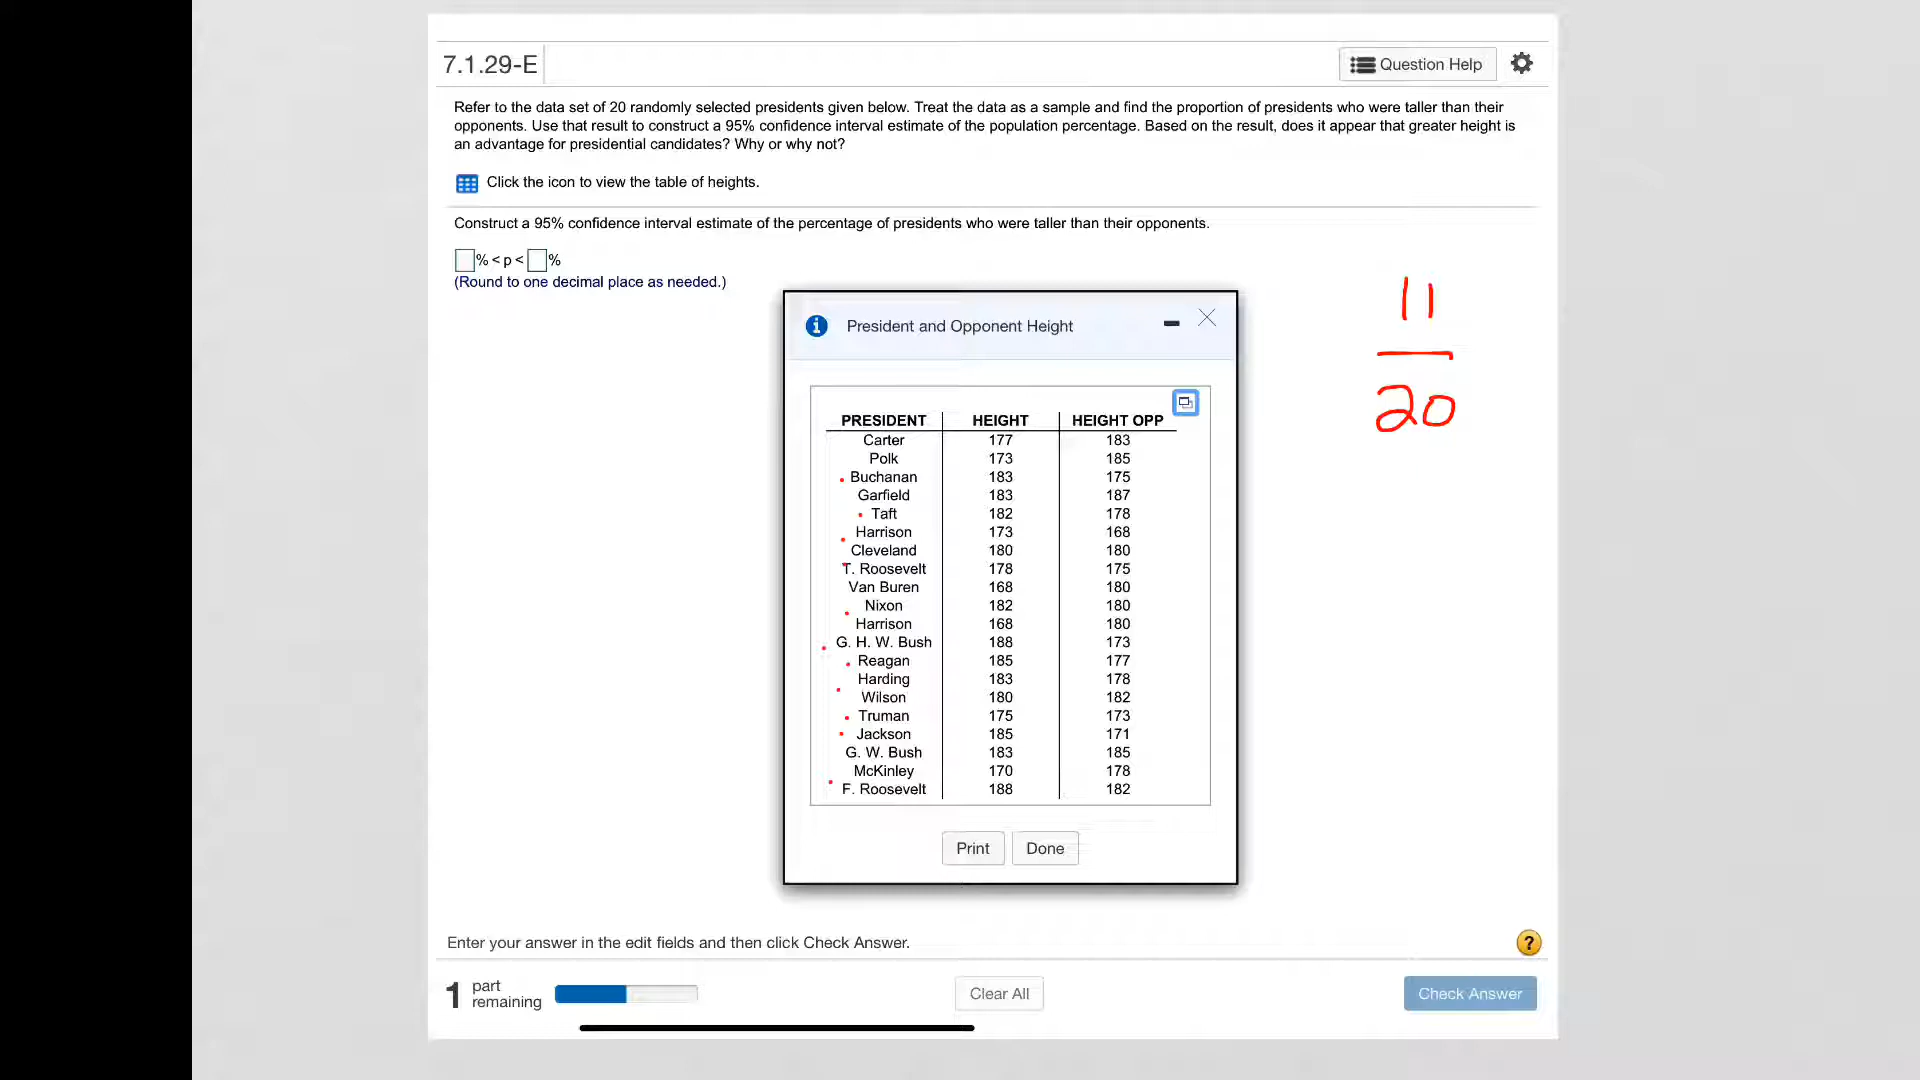 7.1.29-E
Question Help
Refer to the data set of 20 randomly selected presidents given below. Treat the data as a sample and find the proportion of presidents who were taller than their
opponents. Use that result to construct a 95% confidence interval estimate of the population percentage. Based on the result, does it appear that greater height is
an advantage for presidential candidates? Why or why not?
Click the icon to view the table of heights.
Construct a 95% confidence interval estimate of the percentage of presidents who were taller than their opponents.
% < p < %
(Round to one decimal place as needed.)
11
20
President and Opponent Height
PRESIDENT HEIGHT HEIGHT OPP
Carter 177 183
Polk 173 185
Buchanan 183 175
Garfield 183 187
Taft 182 178
Harrison 173 168
Cleveland 180 180
T. Roosevelt 178 175
Van Buren 168 180
Nixon 182 180
Harrison 168 180
G. H. W. Bush 188 173
Reagan 185 177
Harding 183 178
Wilson 180 182
Truman 175 173
Jackson 185 171
G. W. Bush 183 185
McKinley 170 178
F. Roosevelt 188 182
Print Done
Enter your answer in the edit fields and then click Check Answer.
?
1 part
remaining
Clear All
Check Answer